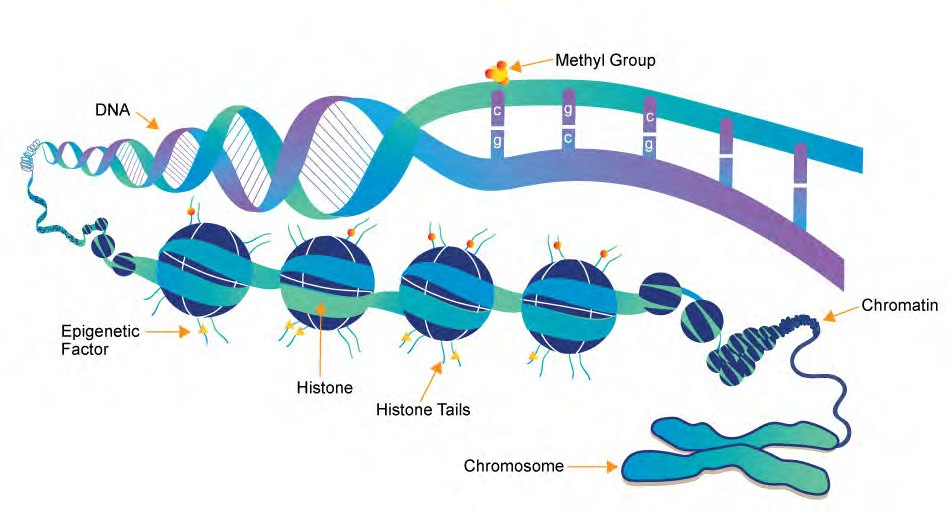 Methyl Group
DNA
c
g
c
g
c
g
Chromatin
Epigenetic
Factor
Histone
Histone Tails
Chromosome